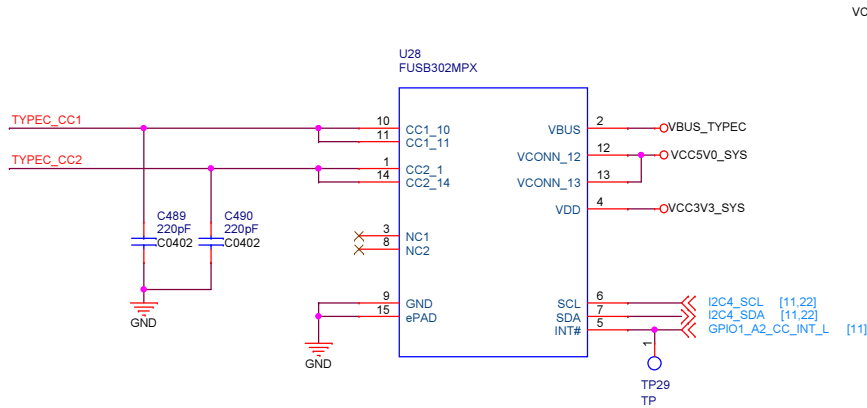 VC
U28
FUSB302MPX
TYPEC_CC1
10
CC1_10
11
CC1_11
TYPEC_CC2
1
CC2_1
14
CC2_14
VBUS
2
VBUS_TYPEC
VCONN_12
12
VCC5V0_SYS
VCONN_13
13
VDD
4
VCC3V3_SYS
C489
220pF
C0402
C490
220pF
C0402
3
NC1
8
NC2
GND
9
GND
15
ePAD
GND
SCL
6
I2C4_SCL [11,22]
SDA
7
I2C4_SDA [11,22]
INT#
5
GPIO1_A2_CC_INT_L [11]
1
TP29
TP